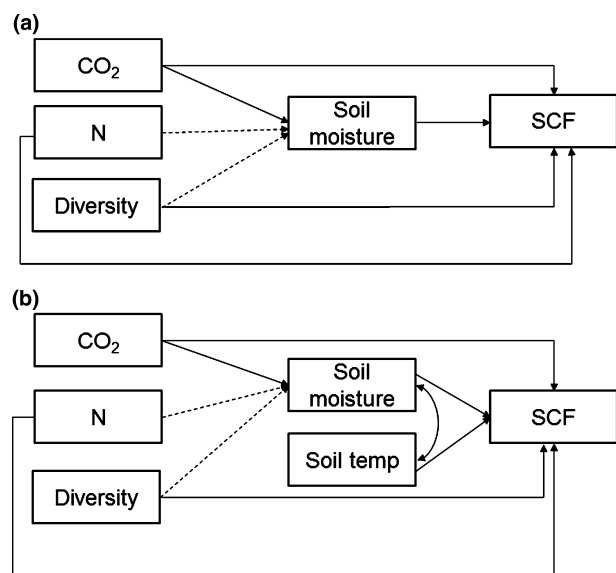 (a)
CO₂
N
Diversity
Soil
moisture
SCF
(b)
CO₂
N
Diversity
Soil
moisture
Soil temp
SCF